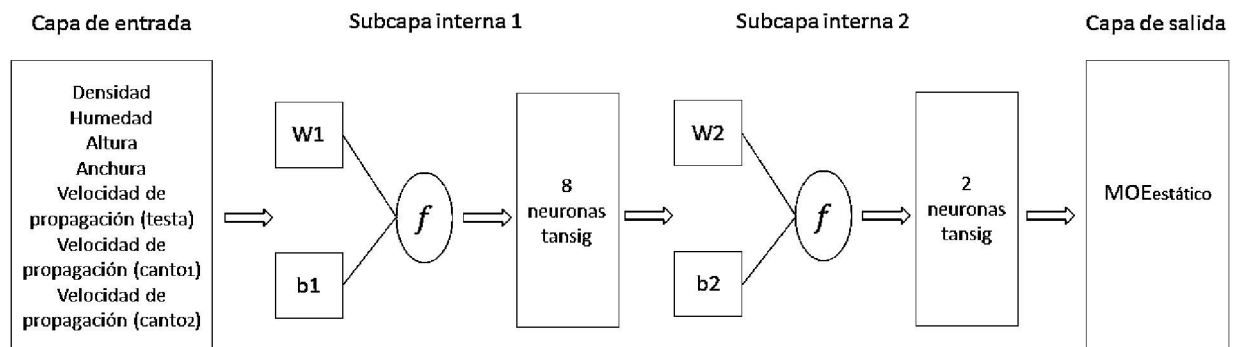 Capa de entrada
Subcapa interna 1
Subcapa interna 2
Capa de salida
Densidad
Humedad
Altura
Anchura
Velocidad de
propagación (testa)
Velocidad de
propagación (canto1)
Velocidad de
propagación (canto2)
W1
b1
f
8
neuronas
tansig
W2
b2
f
2
neuronas
tansig
MOEestático